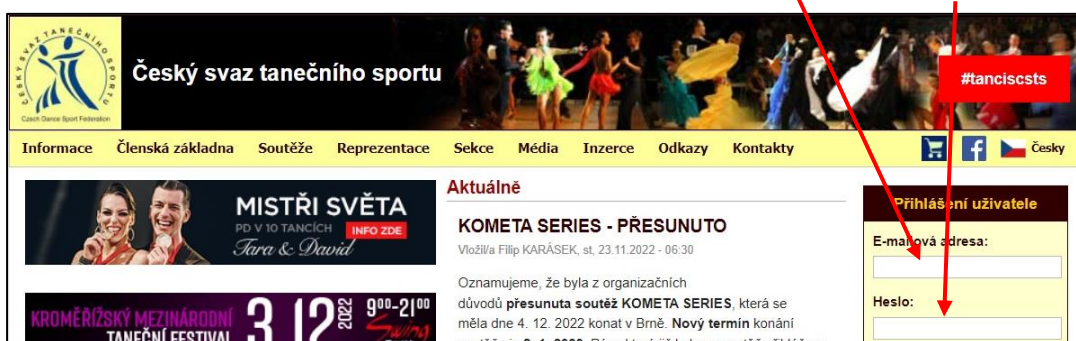 ČESKÝ SVAZ TANEČNÍHO SPORTU
Czech Dance Sport Federation
Český svaz tanečního sportu
#tanciscsts
Informace Členská základna Soutěže Reprezentace Sekce Média Inzerce Odkazy Kontakty Česky
MISTŘI SVĚTA
PD V 10 TANCÍCH INFO ZDE
Tara & David
KROMĚŘÍŽSKÝ MEZINÁRODNÍ
TANEČNÍ FESTIVAL
3.12 2022 9⁰⁰-21⁰⁰
Swing
Aktuálně
KOMETA SERIES - PŘESUNUTO
Vložil/a Filip KARÁSEK, st, 23.11.2022 - 06:30
Oznamujeme, že byla z organizačních
důvodů přesunuta soutěž KOMETA SERIES, která se
měla dne 4. 12. 2022 konat v Brně. Nový termín konání
Přihlášení uživatele
E-mailová adresa:
Heslo: